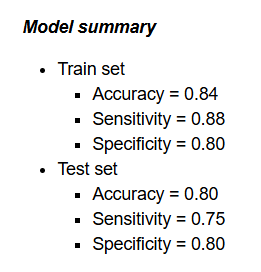 Model summary
• Train set
▪ Accuracy = 0.84
▪ Sensitivity = 0.88
▪ Specificity = 0.80
• Test set
▪ Accuracy = 0.80
▪ Sensitivity = 0.75
▪ Specificity = 0.80